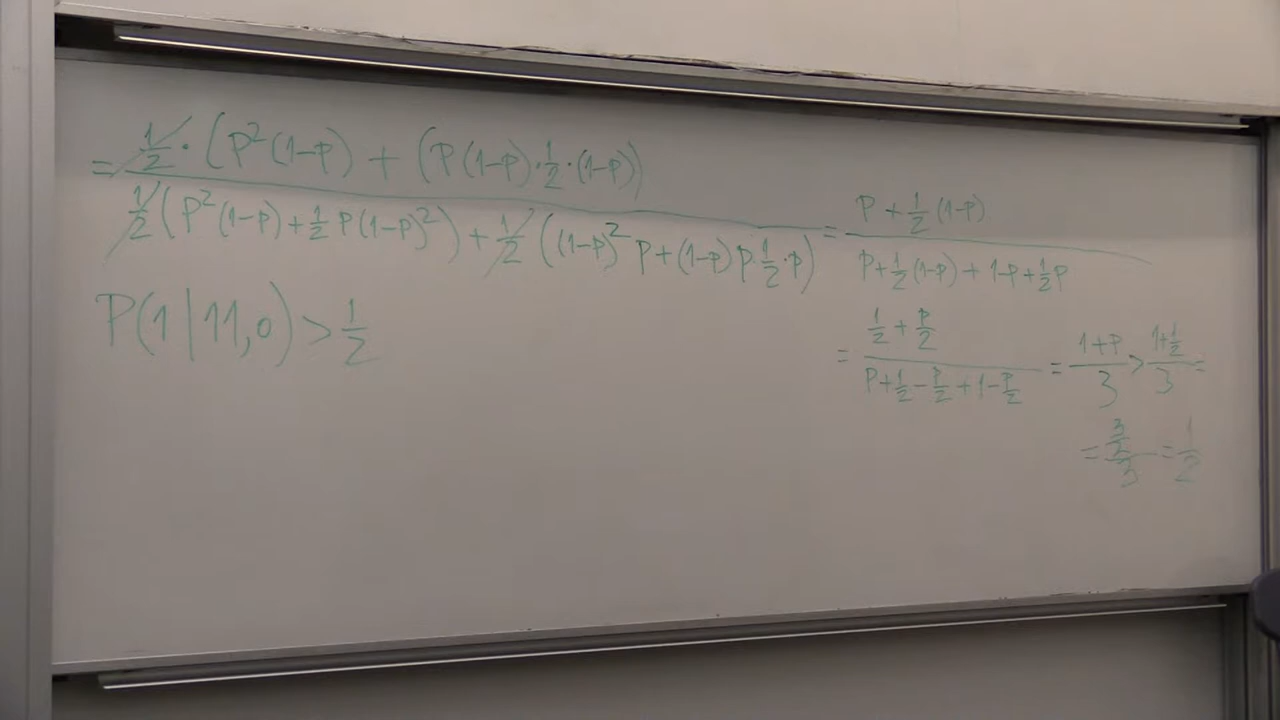 = 1/2 · (P²(1-P) + (P(1-P)·1/2·(1-P))
1/2 (P²(1-P) + 1/2 P(1-P)²) + 1/2 ((1-P)² P + (1-P) P · 1/2 · P)
= P + 1/2 (1-P)
P + 1/2 (1-P) + 1-P + 1/2 P
P(1|11,0) > 1/2
= 1/2 + P/2
P + 1/2 - P/2 + 1 - P/2
= 1+P / 3 > 1+1/2 / 3 =
= 3/2 / 3 = 1/2